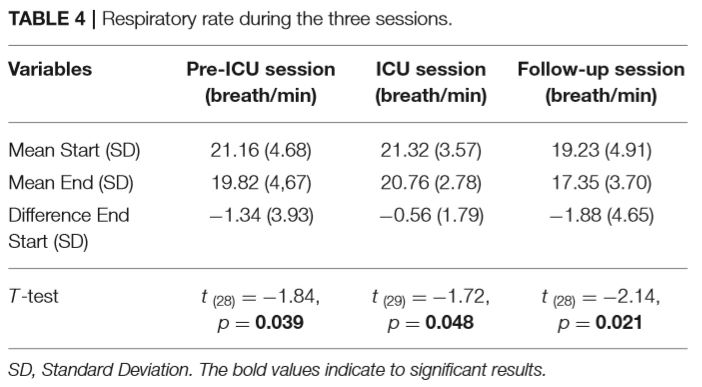 TABLE 4 | Respiratory rate during the three sessions.
Variables Pre-ICU session ICU session Follow-up session
(breath/min) (breath/min) (breath/min)
Mean Start (SD) 21.16 (4.68) 21.32 (3.57) 19.23 (4.91)
Mean End (SD) 19.82 (4,67) 20.76 (2.78) 17.35 (3.70)
Difference End −1.34 (3.93) −0.56 (1.79) −1.88 (4.65)
Start (SD)
T-test t (28) = −1.84, t (29) = −1.72, t (28) = −2.14,
p = 0.039 p = 0.048 p = 0.021
SD, Standard Deviation. The bold values indicate to significant results.